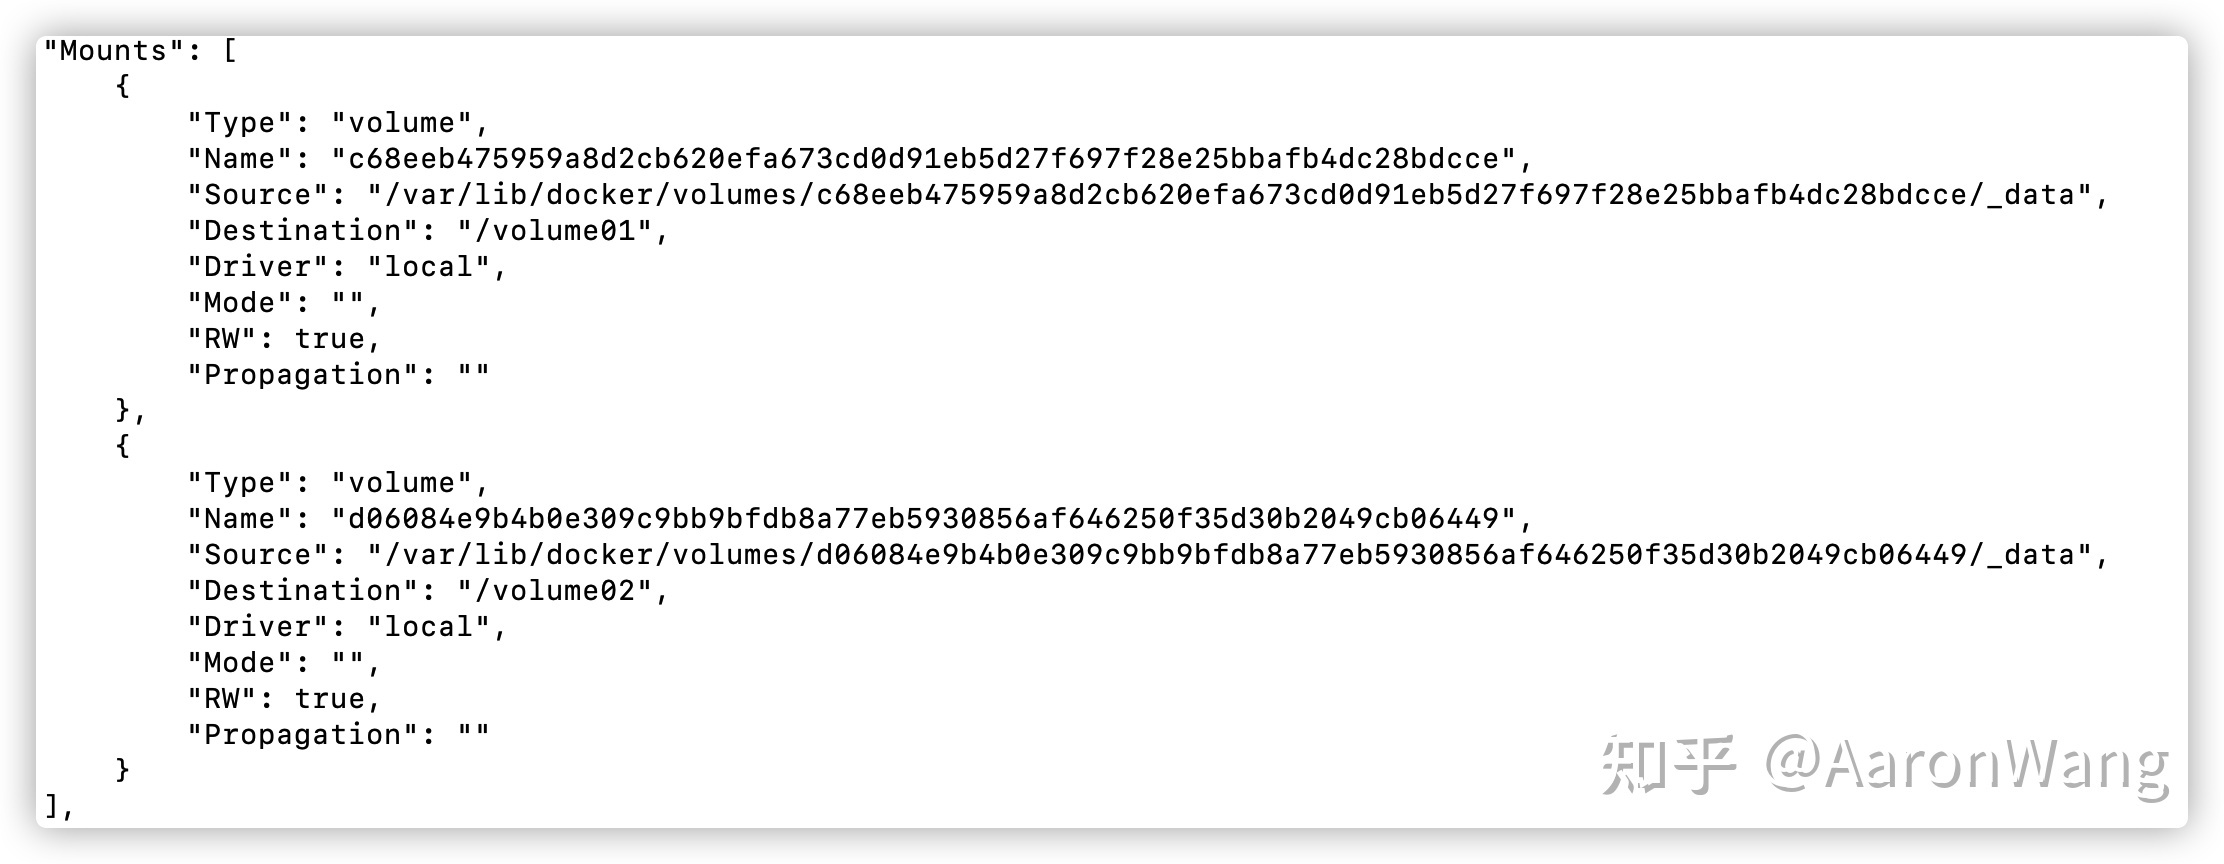 "Mounts": [
    {
        "Type": "volume",
        "Name": "c68eeb475959a8d2cb620efa673cd0d91eb5d27f697f28e25bbafb4dc28bdcce",
        "Source": "/var/lib/docker/volumes/c68eeb475959a8d2cb620efa673cd0d91eb5d27f697f28e25bbafb4dc28bdcce/_data",
        "Destination": "/volume01",
        "Driver": "local",
        "Mode": "",
        "RW": true,
        "Propagation": ""
    },
    {
        "Type": "volume",
        "Name": "d06084e9b4b0e309c9bb9bfdb8a77eb5930856af646250f35d30b2049cb06449",
        "Source": "/var/lib/docker/volumes/d06084e9b4b0e309c9bb9bfdb8a77eb5930856af646250f35d30b2049cb06449/_data",
        "Destination": "/volume02",
        "Driver": "local",
        "Mode": "",
        "RW": true,
        "Propagation": ""
    }
],
知乎 @AaronWang